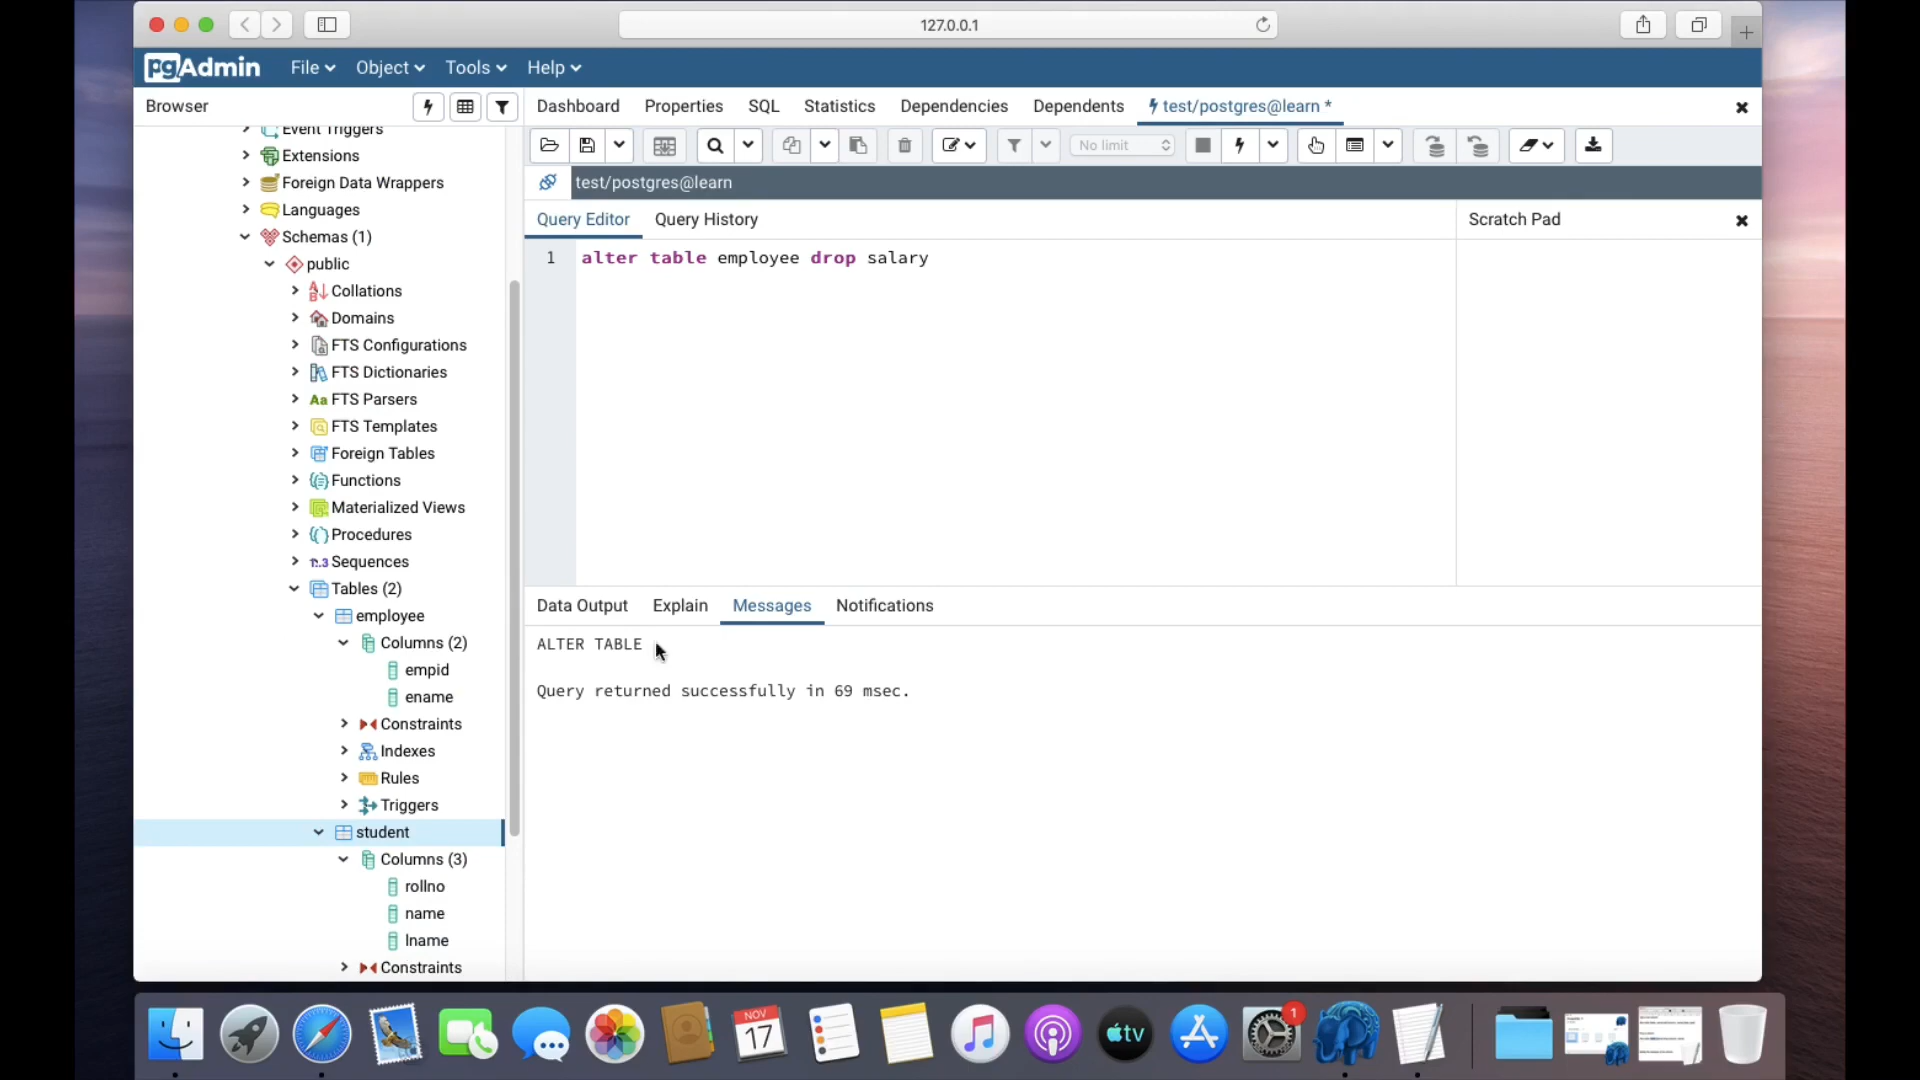 127.0.0.1
pgAdmin File Object Tools Help
Browser
Dashboard Properties SQL Statistics Dependencies Dependents test/postgres@learn *
No limit
test/postgres@learn
Query Editor Query History
Scratch Pad
1 alter table employee drop salary
Event Triggers
Extensions
Foreign Data Wrappers
Languages
Schemas (1)
public
Collations
Domains
FTS Configurations
FTS Dictionaries
Aa FTS Parsers
FTS Templates
Foreign Tables
Functions
Materialized Views
Procedures
1..3 Sequences
Tables (2)
employee
Columns (2)
empid
ename
Constraints
Indexes
Rules
Triggers
student
Columns (3)
rollno
name
lname
Constraints
Data Output Explain Messages Notifications
ALTER TABLE
Query returned successfully in 69 msec.
NOV
17
tv
1